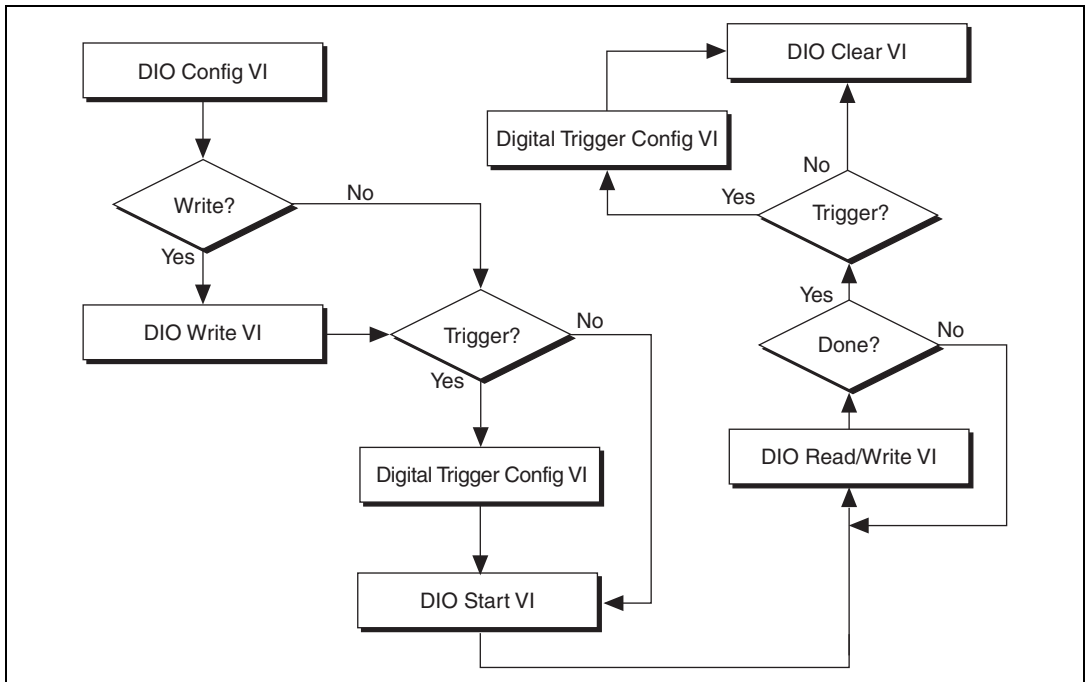 DIO Config VI
Write?
No
Yes
DIO Write VI
Trigger?
No
Yes
Digital Trigger Config VI
DIO Start VI
DIO Read/Write VI
Done?
No
Yes
Trigger?
Yes
No
Digital Trigger Config VI
DIO Clear VI